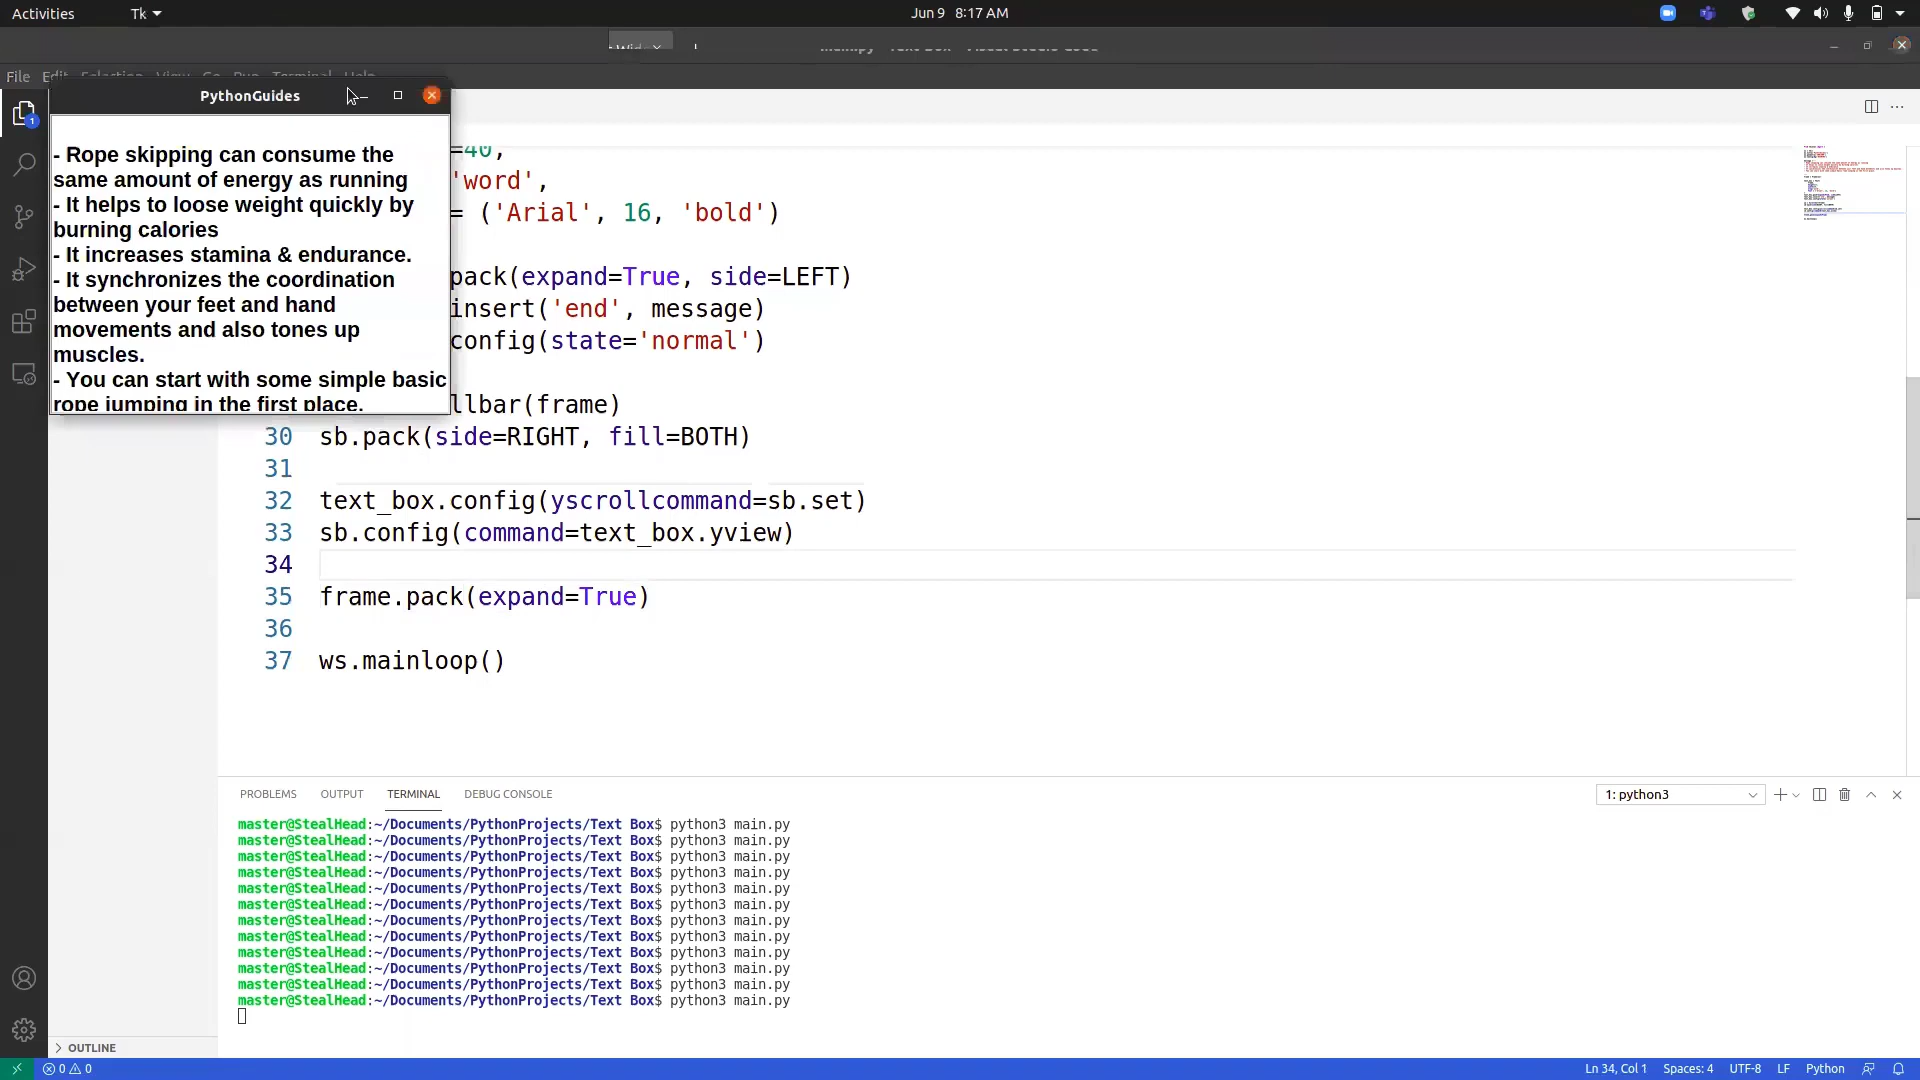 Activities
Tk
Jun 9 8:17 AM
File
PythonGuides
- Rope skipping can consume the
same amount of energy as running
- It helps to loose weight quickly by
burning calories
- It increases stamina & endurance.
- It synchronizes the coordination
between your feet and hand
movements and also tones up
muscles.
- You can start with some simple basic
rope jumping in the first place.
=40,
'word',
= ('Arial', 16, 'bold')
pack(expand=True, side=LEFT)
insert('end', message)
config(state='normal')
llbar(frame)
30 sb.pack(side=RIGHT, fill=BOTH)
31
32 text_box.config(yscrollcommand=sb.set)
33 sb.config(command=text_box.yview)
34
35 frame.pack(expand=True)
36
37 ws.mainloop()
1
PROBLEMS OUTPUT TERMINAL DEBUG CONSOLE
1: python3
master@StealHead:~/Documents/PythonProjects/Text Box$ python3 main.py
master@StealHead:~/Documents/PythonProjects/Text Box$ python3 main.py
master@StealHead:~/Documents/PythonProjects/Text Box$ python3 main.py
master@StealHead:~/Documents/PythonProjects/Text Box$ python3 main.py
master@StealHead:~/Documents/PythonProjects/Text Box$ python3 main.py
master@StealHead:~/Documents/PythonProjects/Text Box$ python3 main.py
master@StealHead:~/Documents/PythonProjects/Text Box$ python3 main.py
master@StealHead:~/Documents/PythonProjects/Text Box$ python3 main.py
master@StealHead:~/Documents/PythonProjects/Text Box$ python3 main.py
master@StealHead:~/Documents/PythonProjects/Text Box$ python3 main.py
master@StealHead:~/Documents/PythonProjects/Text Box$ python3 main.py
master@StealHead:~/Documents/PythonProjects/Text Box$ python3 main.py
OUTLINE
0 0
Ln 34, Col 1 Spaces: 4 UTF-8 LF Python